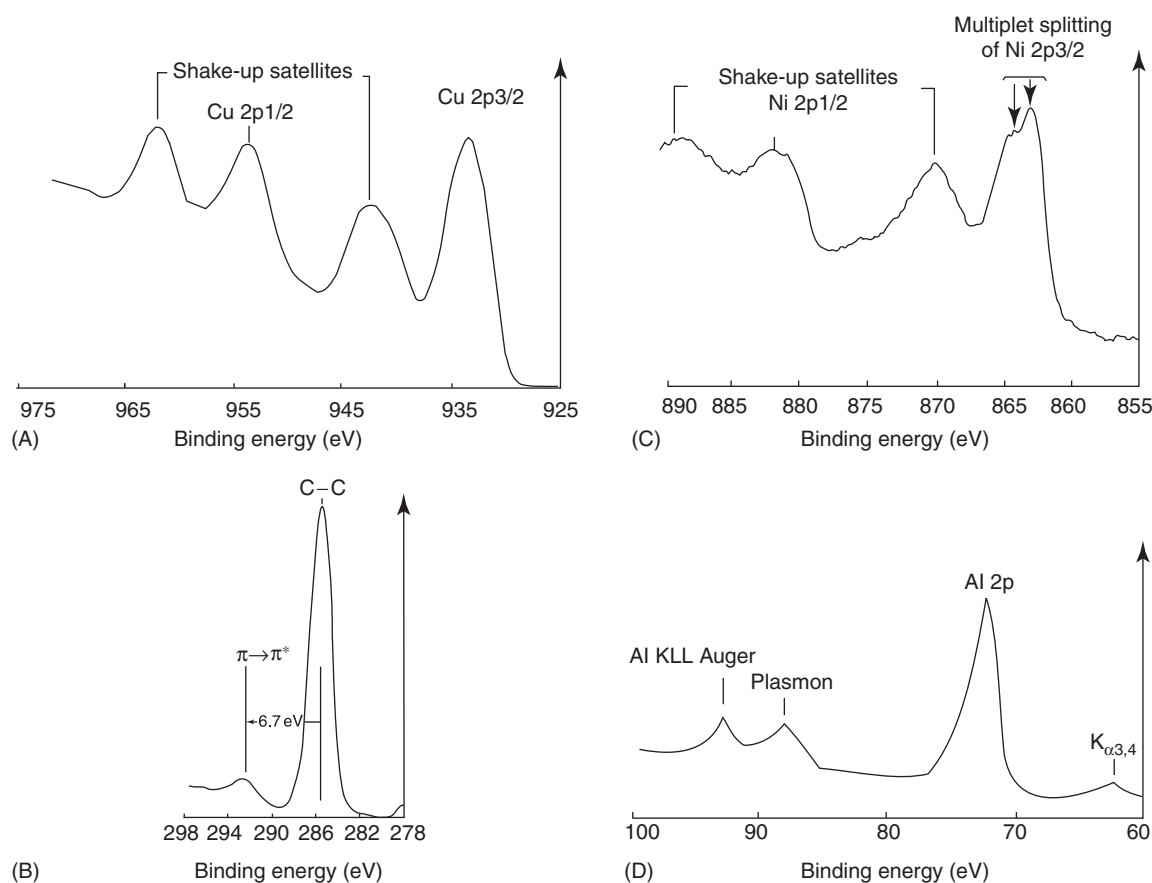 Shake-up satellites
Cu 2p1/2
Cu 2p3/2
975 965 955 945 935 925
(A) Binding energy (eV)
Multiplet splitting
of Ni 2p3/2
Shake-up satellites
Ni 2p1/2
890 885 880 875 870 865 860 855
(C) Binding energy (eV)
C–C
π→π*
6.7 eV
298 294 290 286 282 278
(B) Binding energy (eV)
Al 2p
Al KLL Auger
Plasmon
Kα3,4
100 90 80 70 60
(D) Binding energy (eV)